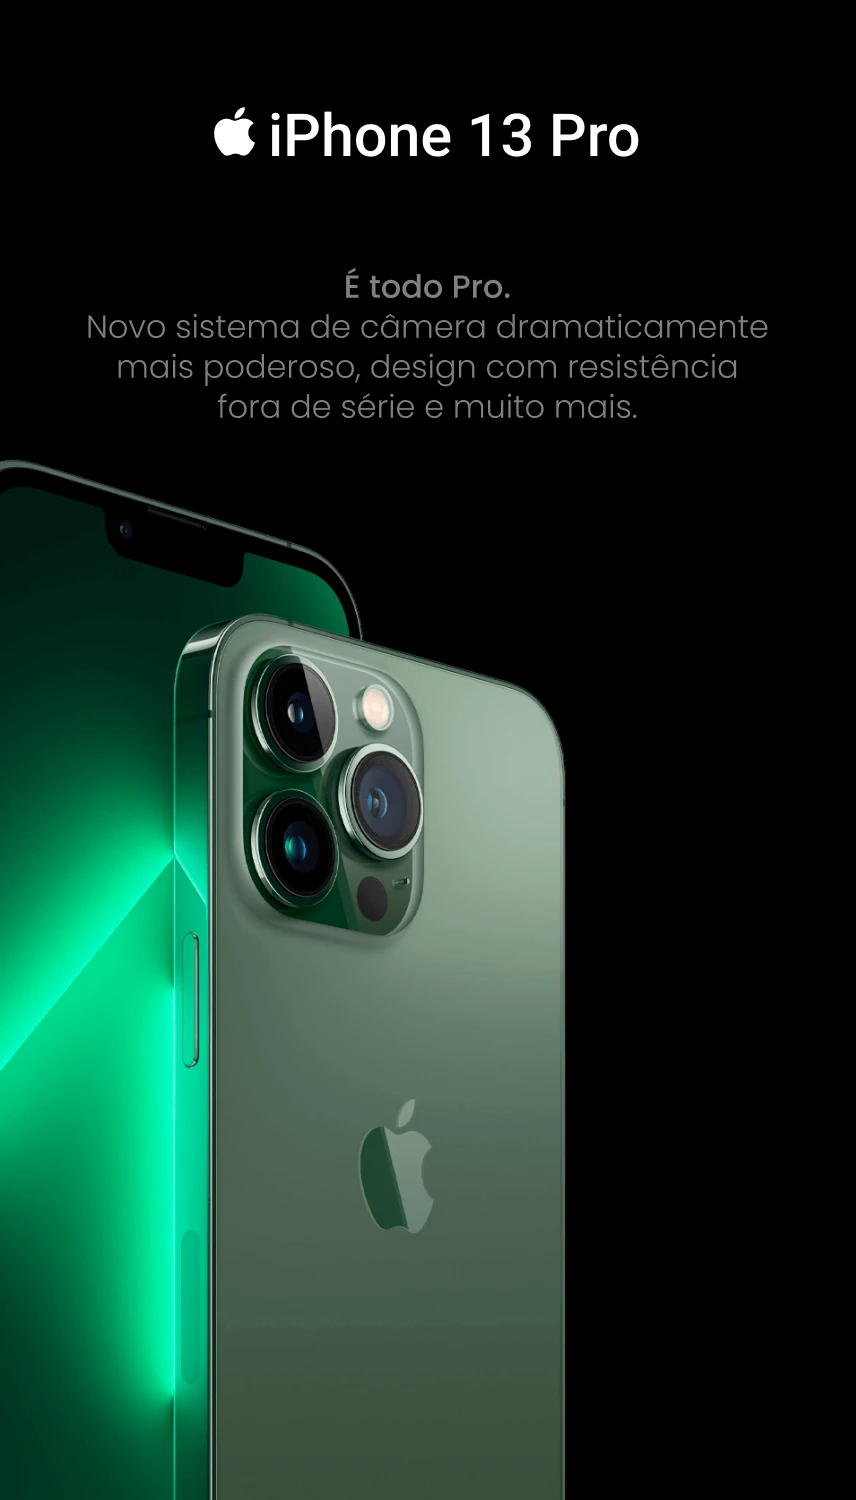 iPhone 13 Pro
É todo Pro.
Novo sistema de câmera dramaticamente
mais poderoso, design com resistência
fora de série e muito mais.